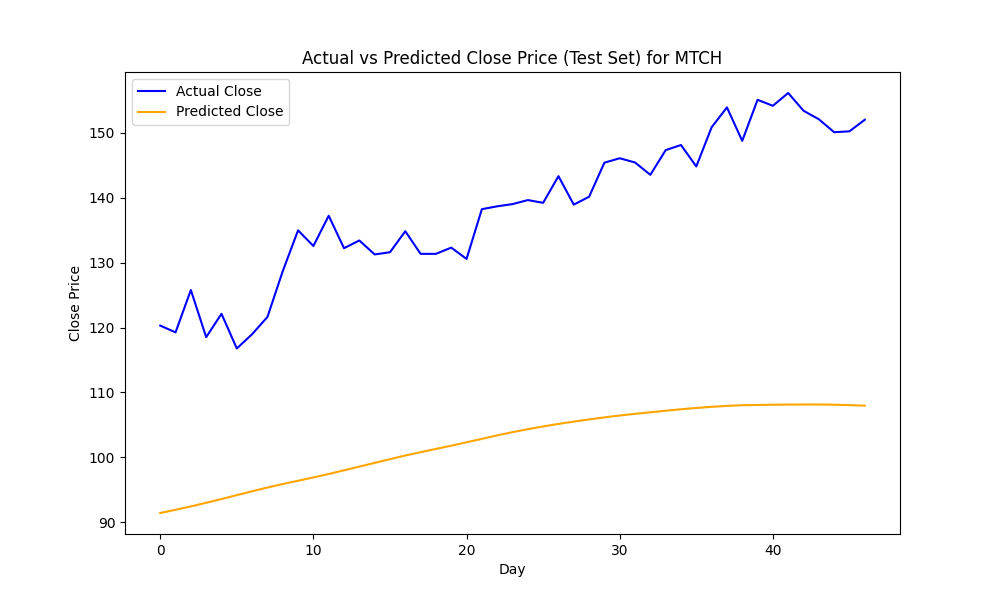 Actual vs Predicted Close Price (Test Set) for MTCH
Actual Close
Predicted Close
150
140
130
120
110
100
90
Close Price
0 10 20 30 40
Day